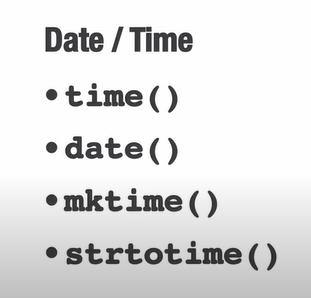 Date / Time
• time()
• date()
• mktime()
• strtotime()